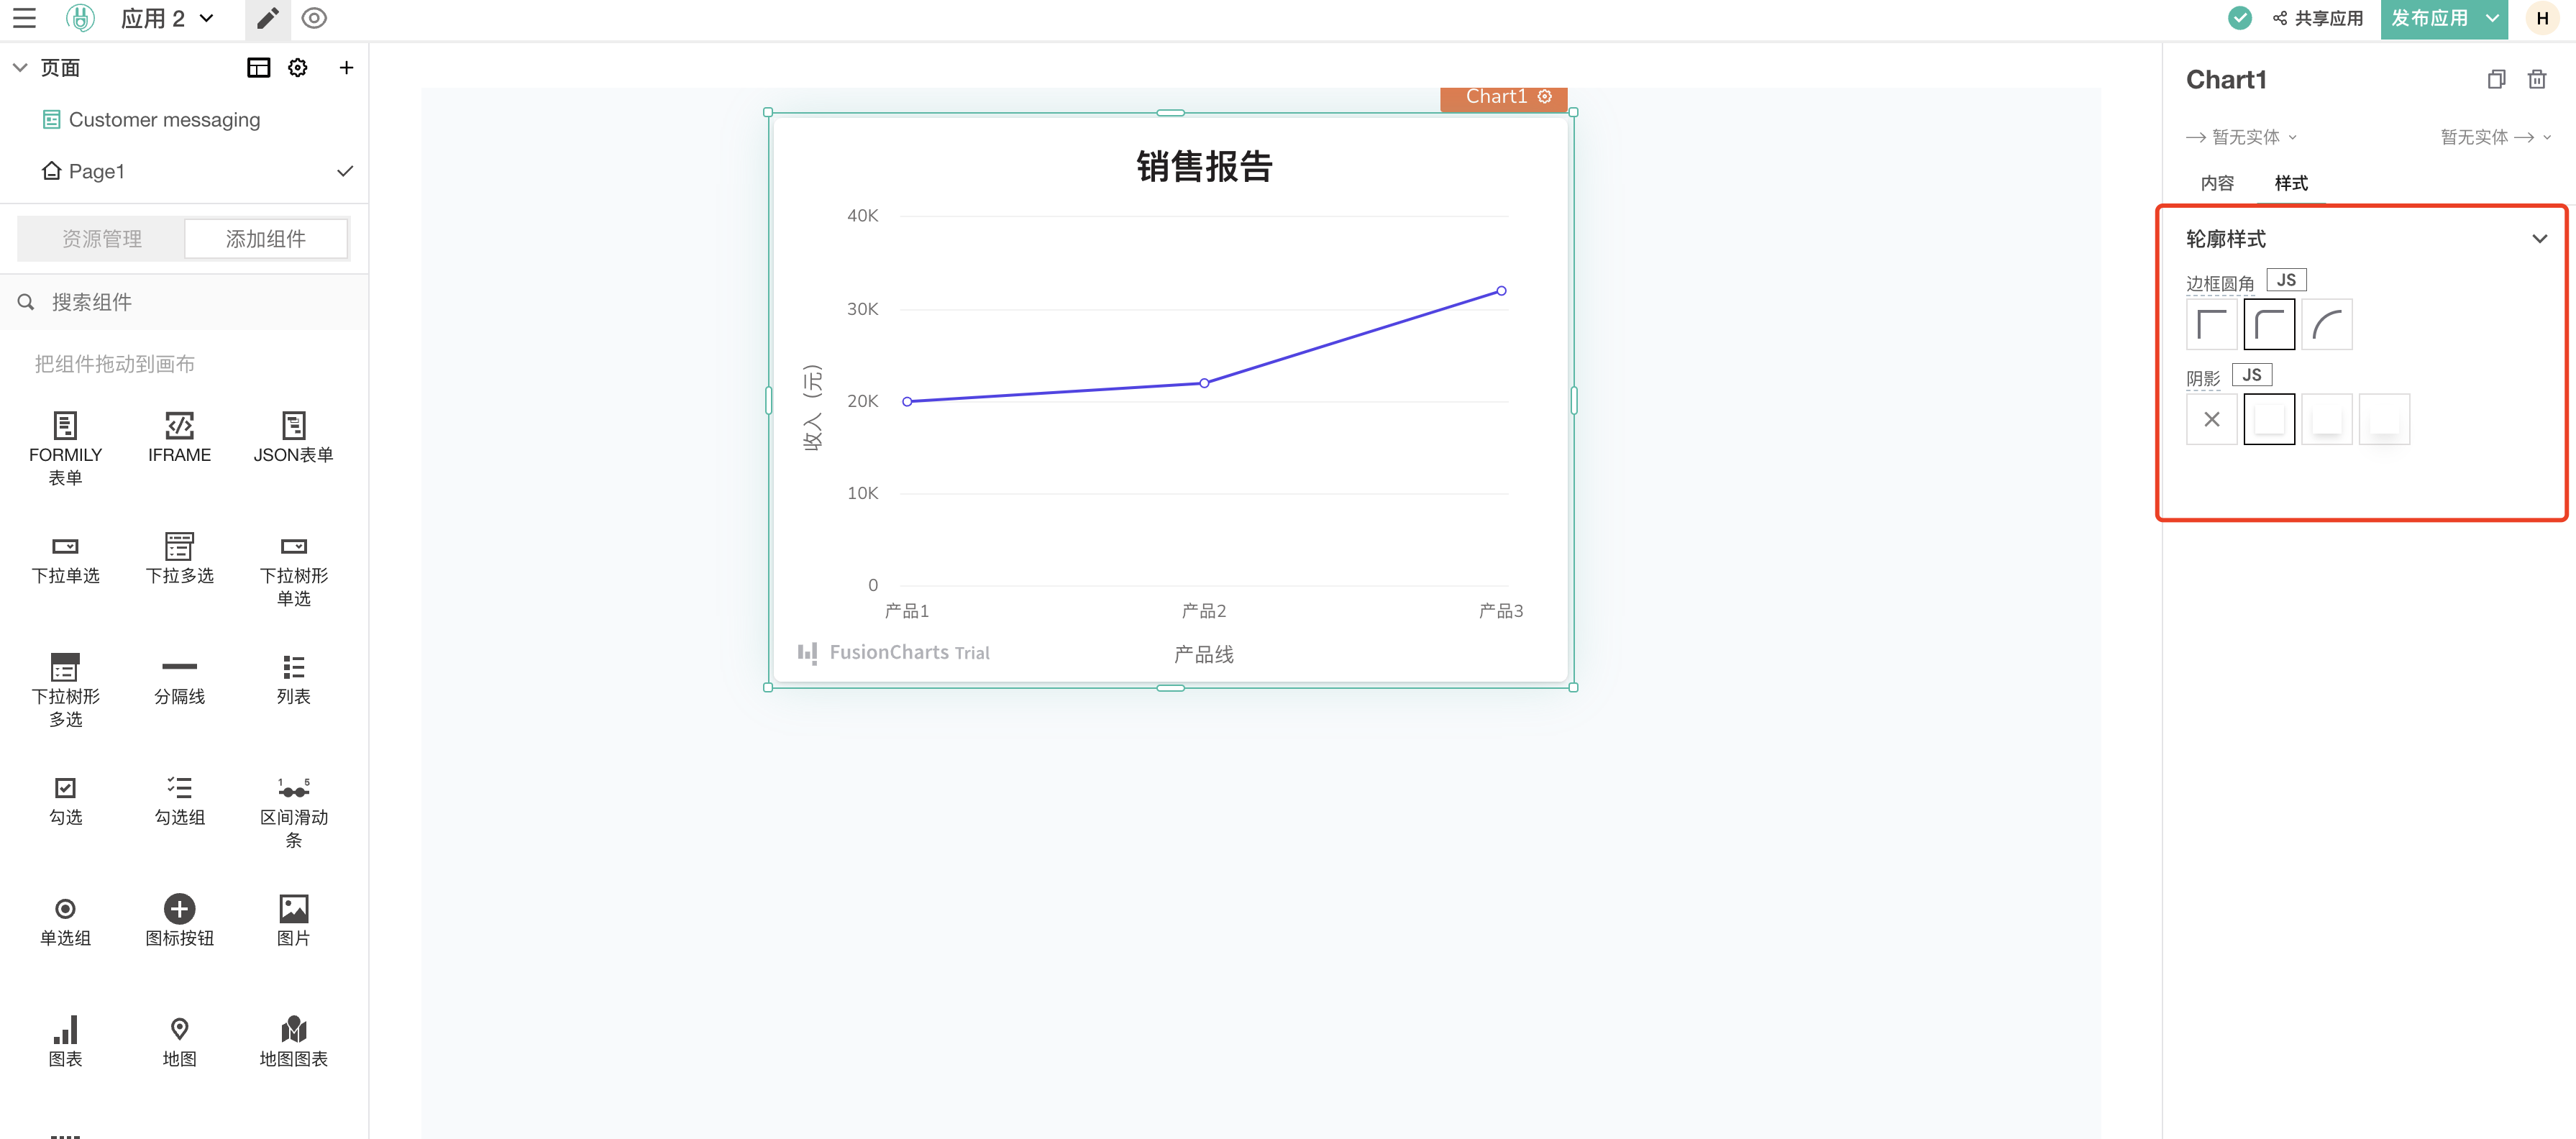 应用 2
共享应用
发布应用
H
页面
Customer messaging
Page1
资源管理
添加组件
搜索组件
把组件拖动到画布
FORMILY
表单
IFRAME
JSON表单
下拉单选
下拉多选
下拉树形
单选
下拉树形
多选
分隔线
列表
勾选
勾选组
1 5
区间滑动
条
单选组
图标按钮
图片
图表
地图
地图图表
Chart1
销售报告
40K
30K
20K
10K
0
收入（元）
产品1
产品2
产品3
产品线
FusionCharts Trial
Chart1
暂无实体
暂无实体
内容
样式
轮廓样式
边框圆角 JS
阴影 JS